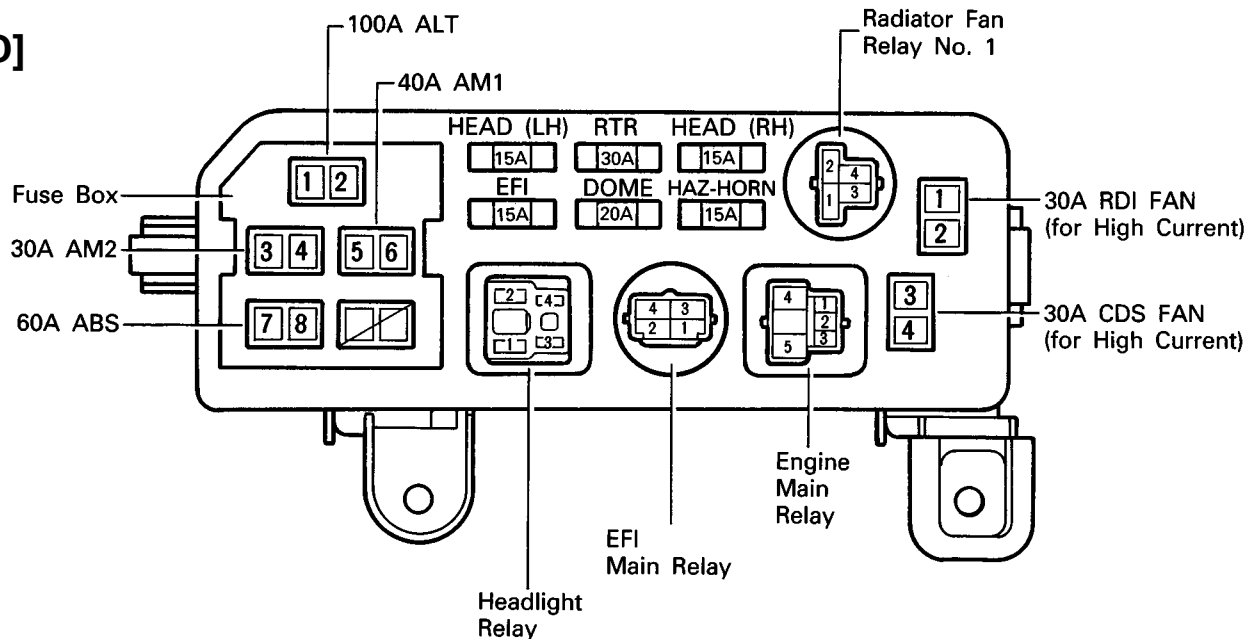 D]
100A ALT
Radiator Fan
Relay No. 1
40A AM1
HEAD (LH) RTR HEAD (RH)
15A 30A 15A
EFI DOME HAZ-HORN
15A 20A 15A
Fuse Box
1 2
2 4
1 3
1
2
30A RDI FAN
(for High Current)
30A AM2
3 4 5 6
60A ABS
7 8
2 4
1 3
4 3
2 1
4 1
2
5 3
3
4
30A CDS FAN
(for High Current)
Engine
Main
Relay
EFI
Main Relay
Headlight
Relay